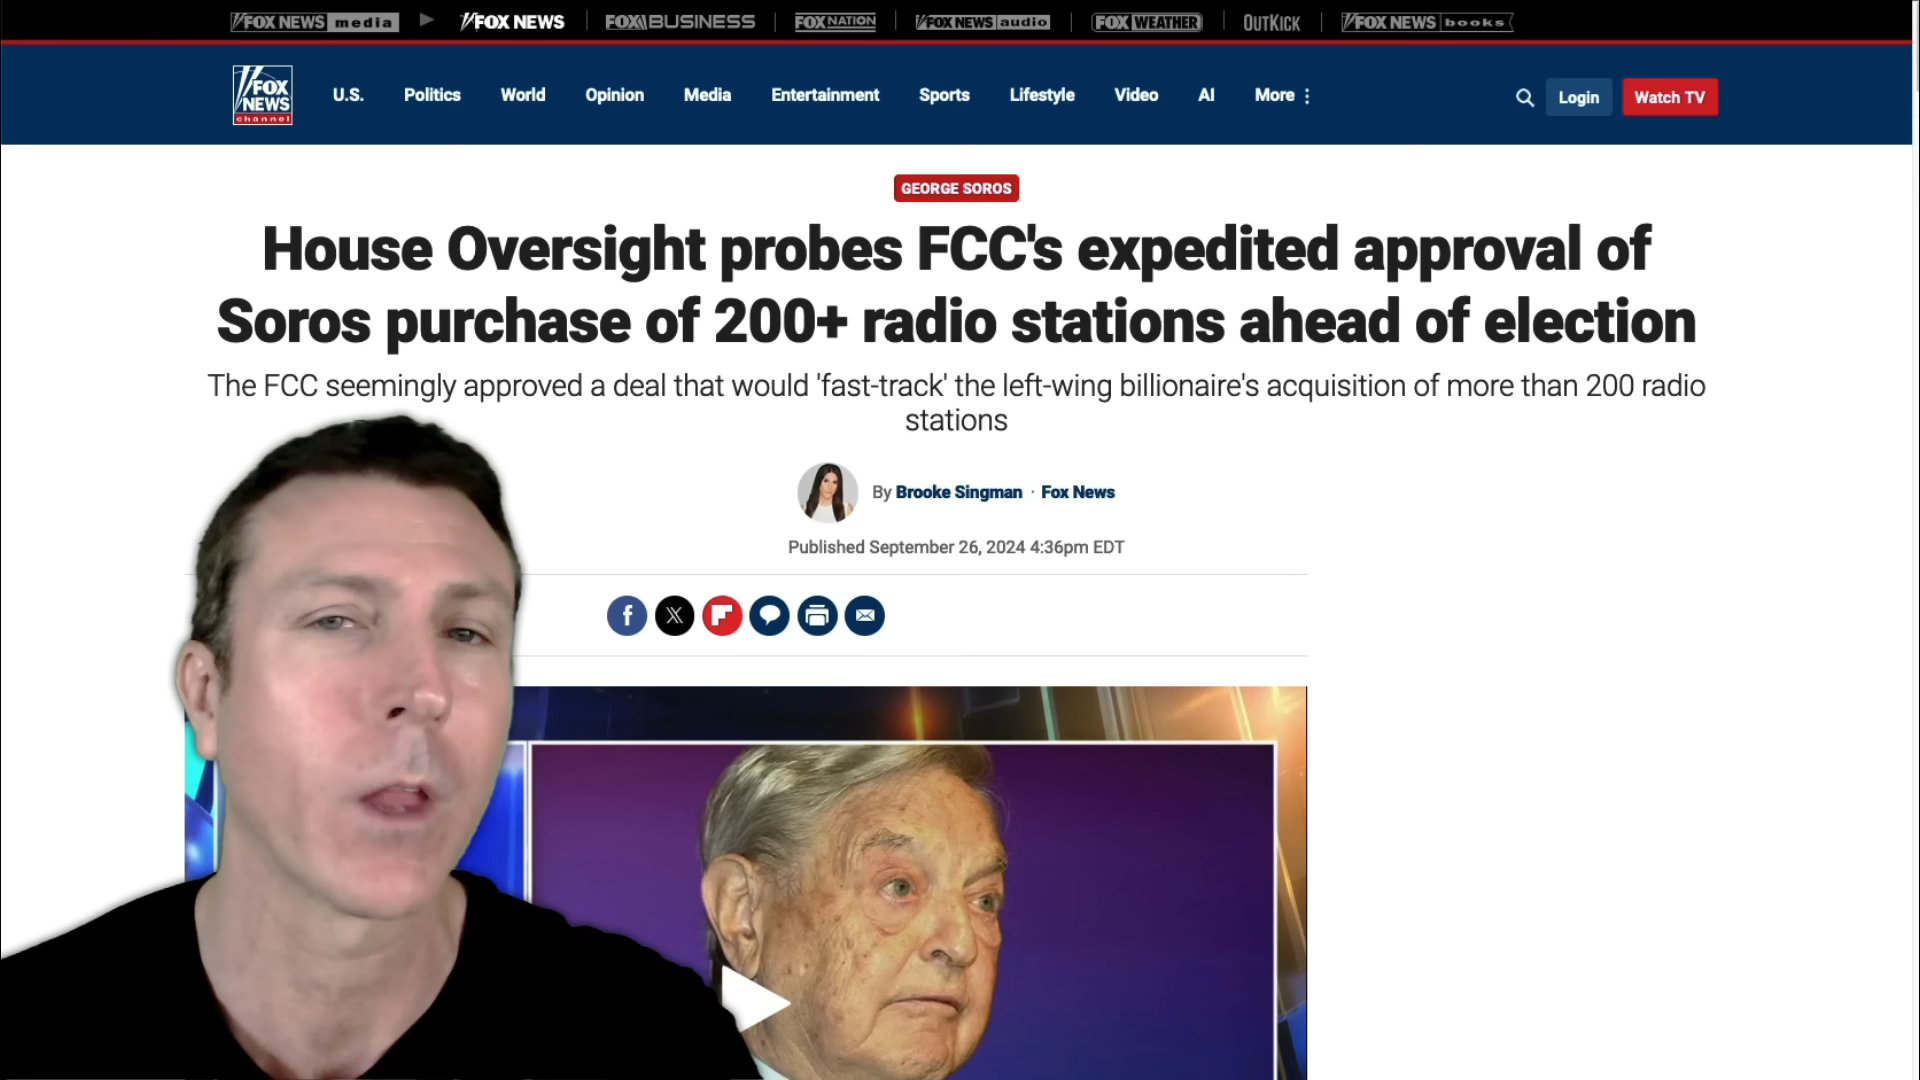 FOX NEWS media
FOX NEWS
FOX BUSINESS
FOX NATION
FOX NEWS audio
FOX WEATHER
OUTKICK
FOX NEWS books
FOX NEWS channel
U.S.
Politics
World
Opinion
Media
Entertainment
Sports
Lifestyle
Video
AI
More
Login
Watch TV
GEORGE SOROS
House Oversight probes FCC's expedited approval of
Soros purchase of 200+ radio stations ahead of election
The FCC seemingly approved a deal that would 'fast-track' the left-wing billionaire's acquisition of more than 200 radio
stations
By Brooke Singman · Fox News
Published September 26, 2024 4:36pm EDT